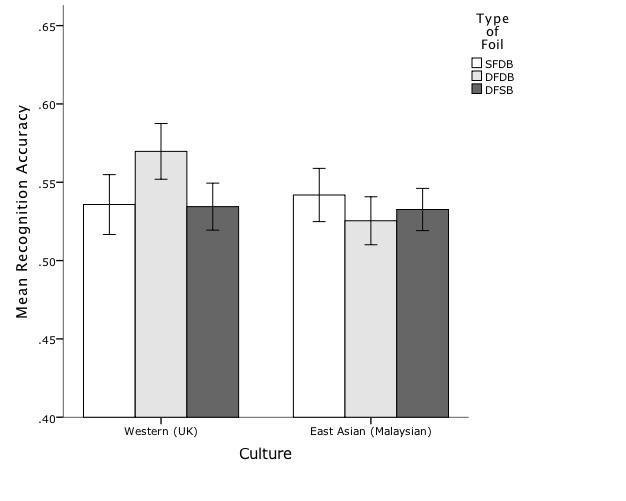 Type
of
Foil
SFDB
DFDB
DFSB
Mean Recognition Accuracy
.65
.60
.55
.50
.45
.40
Western (UK)
East Asian (Malaysian)
Culture